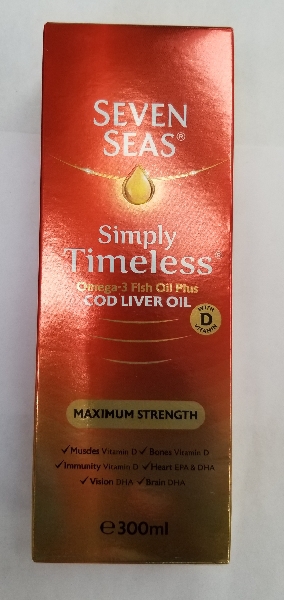 SEVEN
SEAS®
Simply
Timeless®
Omega-3 Fish Oil Plus
COD LIVER OIL
WITH
D
VITAMIN
MAXIMUM STRENGTH
✓Muscles Vitamin D ✓Bones Vitamin D
✓Immunity Vitamin D ✓Heart EPA & DHA
✓Vision DHA ✓Brain DHA
℮300ml